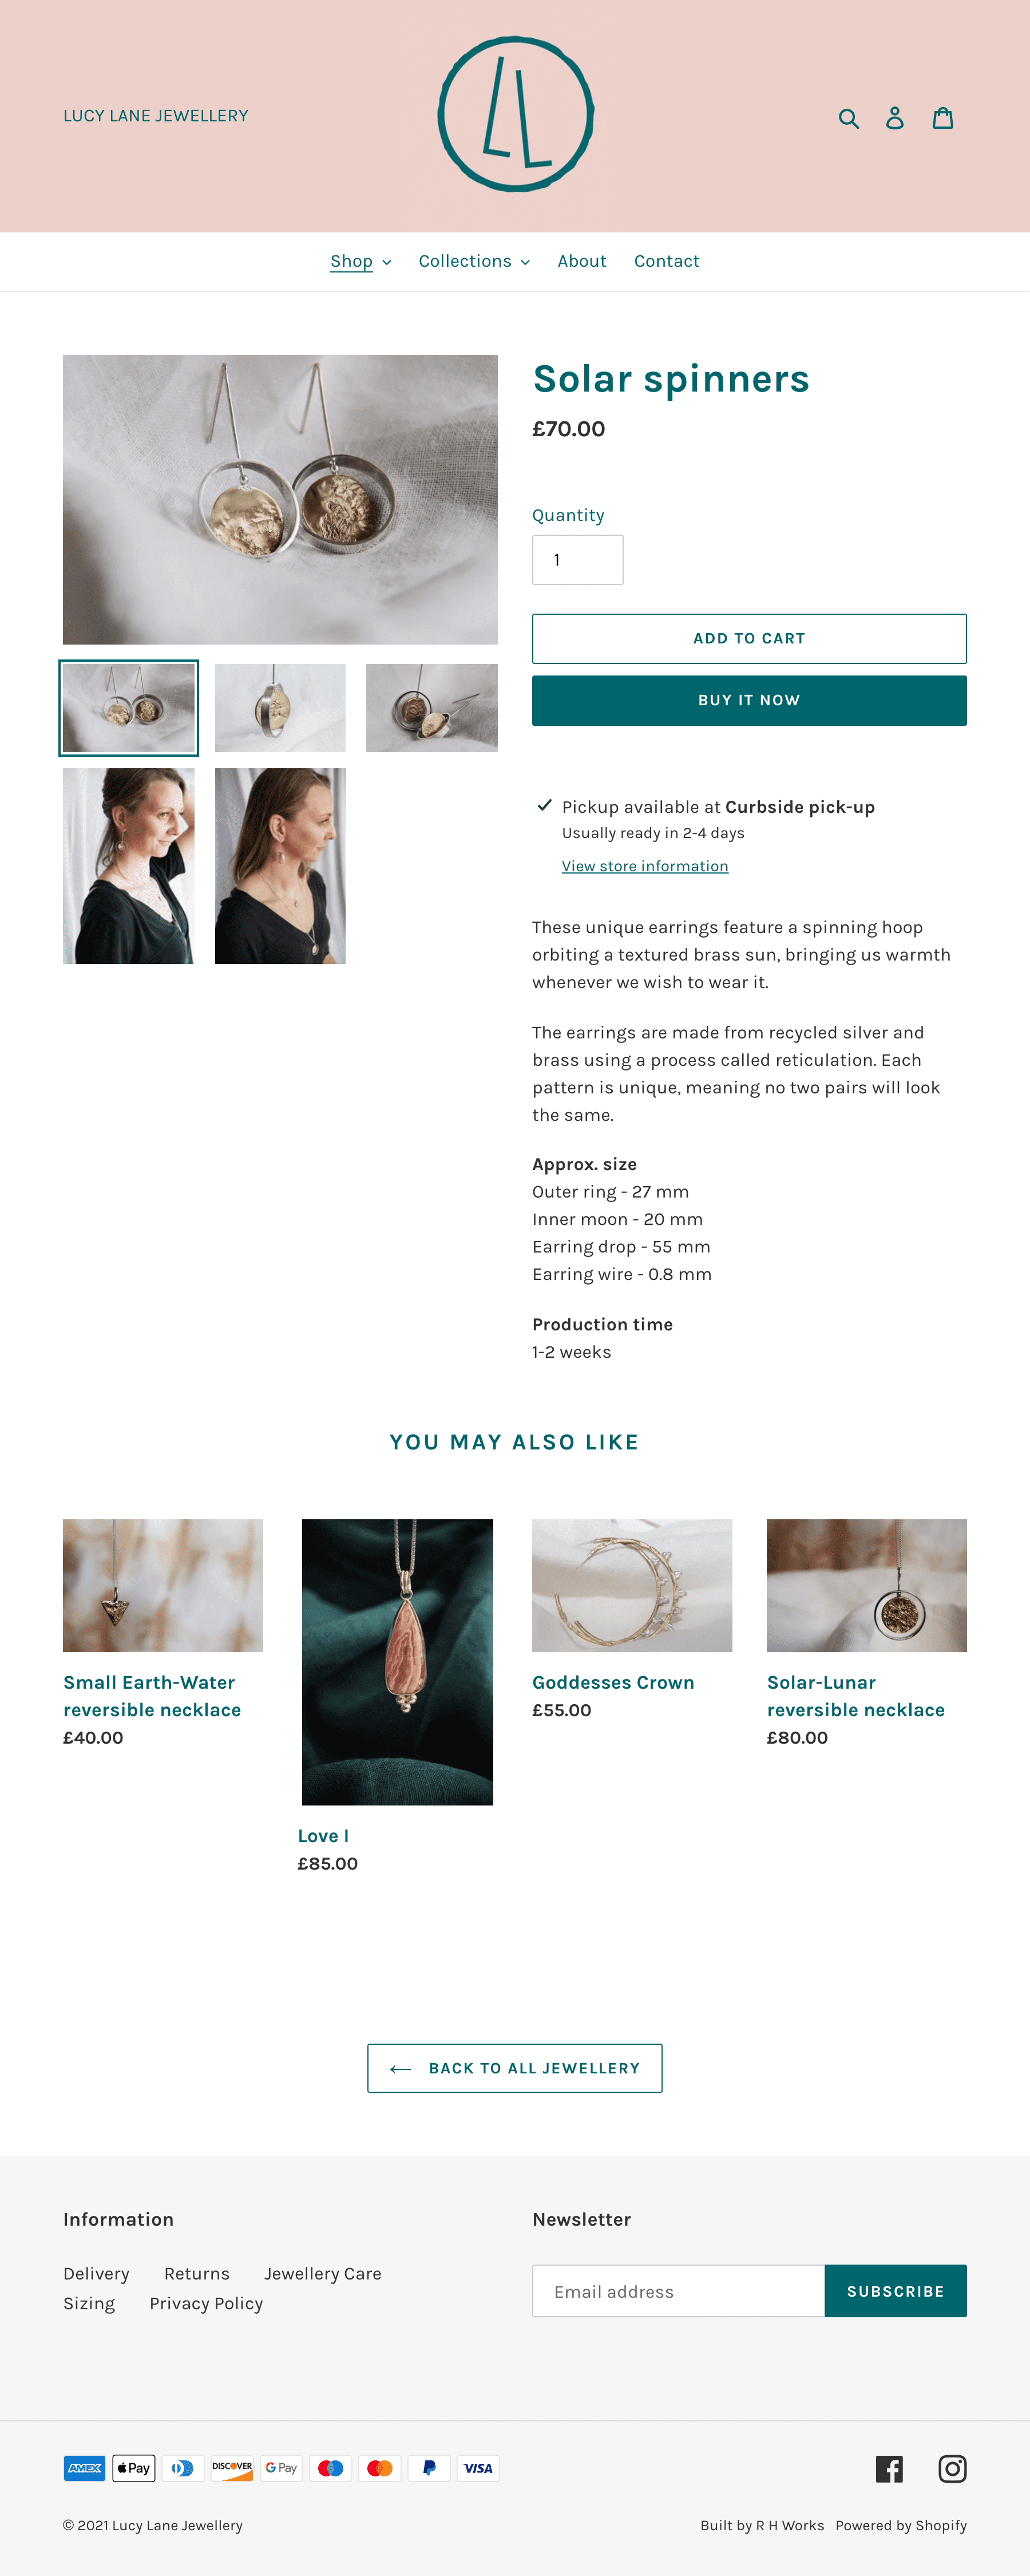 LUCY LANE JEWELLERY
LL
Shop
Collections
About
Contact
Solar spinners
£70.00
Quantity
1
ADD TO CART
BUY IT NOW
Pickup available at Curbside pick-up
Usually ready in 2-4 days
View store information
These unique earrings feature a spinning hoop
orbiting a textured brass sun, bringing us warmth
whenever we wish to wear it.
The earrings are made from recycled silver and
brass using a process called reticulation. Each
pattern is unique, meaning no two pairs will look
the same.
Approx. size
Outer ring - 27 mm
Inner moon - 20 mm
Earring drop - 55 mm
Earring wire - 0.8 mm
Production time
1-2 weeks
YOU MAY ALSO LIKE
Small Earth-Water
reversible necklace
£40.00
Love I
£85.00
Goddesses Crown
£55.00
Solar-Lunar
reversible necklace
£80.00
BACK TO ALL JEWELLERY
Information
Delivery Returns Jewellery Care
Sizing Privacy Policy
Newsletter
Email address
SUBSCRIBE
AMEX Pay DISCOVER G Pay VISA
© 2021 Lucy Lane Jewellery
Built by R H Works Powered by Shopify